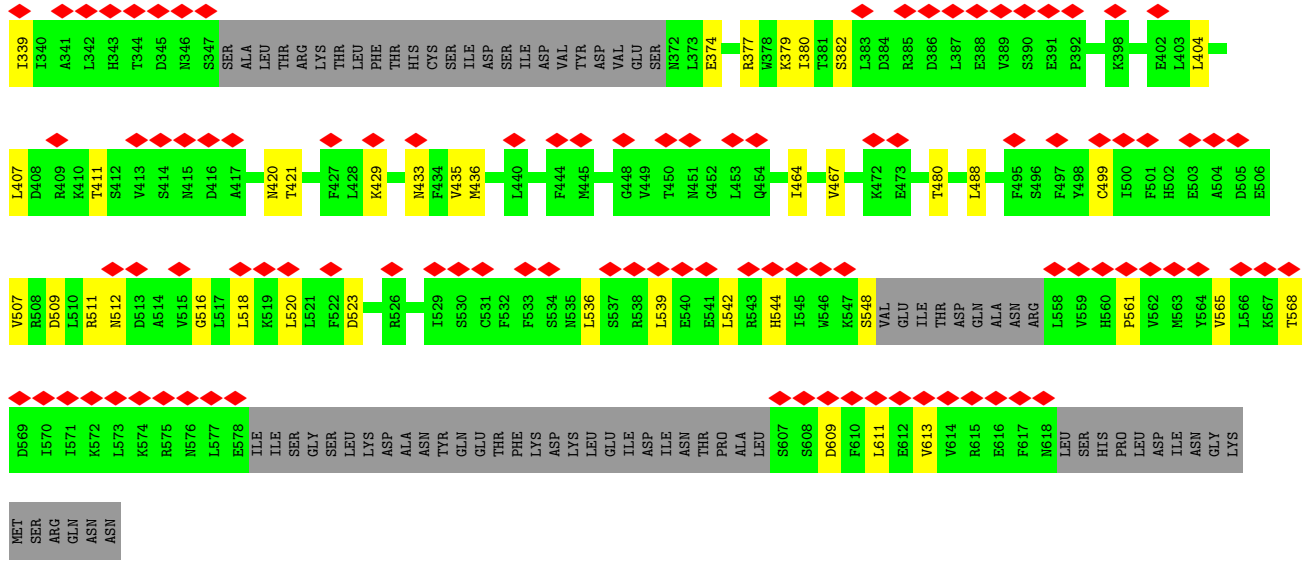 I339 I340 A341 L342 H343 T344 D345 N346 S347 SER ALA LEU THR ARG LYS THR LEU PHE THR HIS CYS SER ILE ASP SER ILE ASP VAL TYR ASP VAL GLU SER N372 L373 E374 R377 W378 K379 I380 T381 S382 L383 D384 R385 D386 L387 E388 V389 S390 E391 P392 K398 E402 L403 L404
L407 D408 R409 K410 T411 S412 V413 S414 N415 D416 A417 N420 T421 F427 L428 K429 N433 F434 V435 M436 L440 F444 M445 G448 V449 T450 N451 G452 L453 Q454 I464 V467 K472 E473 T480 L488 F495 S496 F497 Y498 C499 I500 F501 H502 E503 A504 D505 E506
V507 R508 D509 L510 R511 N512 D513 A514 V515 G516 L517 L518 K519 L520 L521 F522 D523 R526 I529 S530 C531 F532 F533 S534 N535 L536 S537 R538 L539 E540 E541 L542 R543 H544 I545 W546 K547 S548 VAL GLU ILE THR ASP GLN ALA ASN ARG L558 V559 H560 P561 V562 M563 Y564 V565 L566 K567 T568
D569 I570 I571 K572 L573 K574 R575 N576 L577 E578 ILE ILE SER GLY SER LEU LYS ASP ALA ASN TYR GLN GLU THR PHE LYS ASP LYS LEU LEU GLU ILE ASP ILE ASN THR PRO ALA LEU S607 S608 D609 F610 L611 E612 V613 V614 R615 E616 F617 N618 LEU SER HIS PRO LEU ASP ILE ASN GLY LYS
MET SER ARG GLN ASN ASN